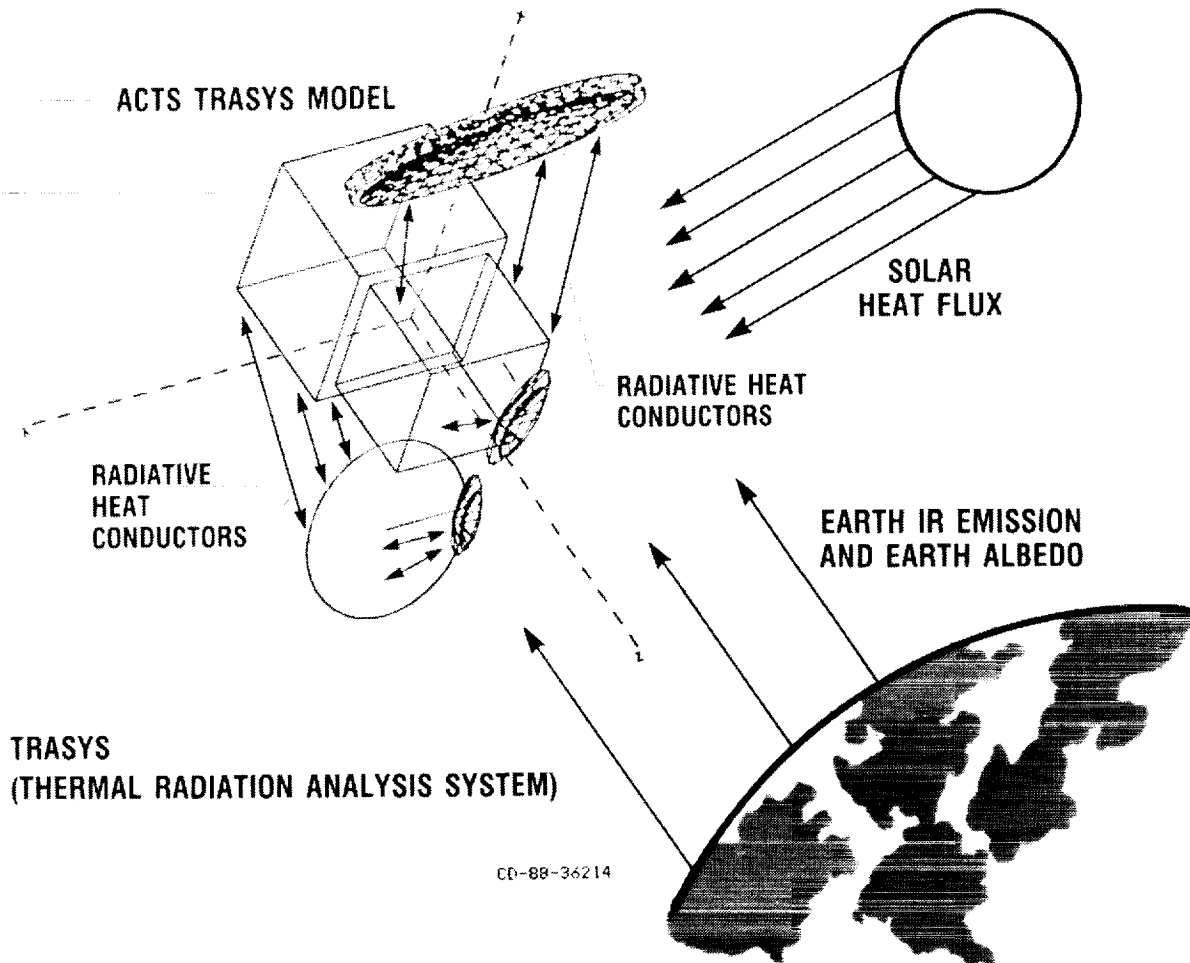 ACTS TRASYS MODEL
SOLAR
HEAT FLUX
RADIATIVE HEAT
CONDUCTORS
RADIATIVE
HEAT
CONDUCTORS
EARTH IR EMISSION
AND EARTH ALBEDO
TRASYS
(THERMAL RADIATION ANALYSIS SYSTEM)
CD-88-36214